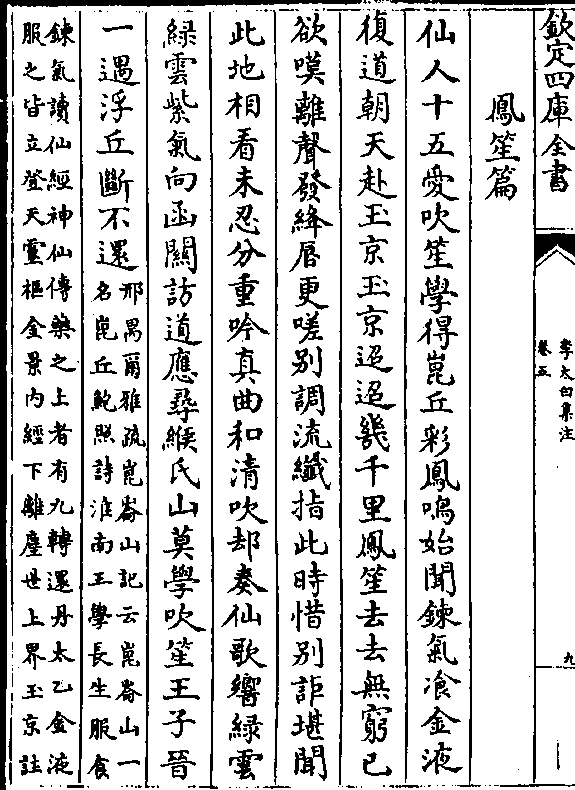 欽定四庫全書
李太白集注
卷五
九
鳳笙篇
仙人十五愛吹笙學得崑丘彩鳳鳴始聞鍊氣飡金液
復道朝天赴玉京玉京迢迢幾千里鳳笙去去無窮已
欲嘆離聲發絳唇更嗟别調流纖指此時惜别詎堪聞
此地相看未忍分重吟真曲和清吹却奏仙歌響緑雲
緑雲紫氣向函關訪道應尋緱氏山莫學吹笙王子晉
一遇浮丘斷不還
邢昺爾雅疏崑崙山記云崑崙山一
名崑丘鮑照詩淮南王學長生服食
鍊氣讀仙經神仙傳藥之上者有九轉還丹太乙金液
服之皆立登天靈樞金景内經下離塵世上界玉京註